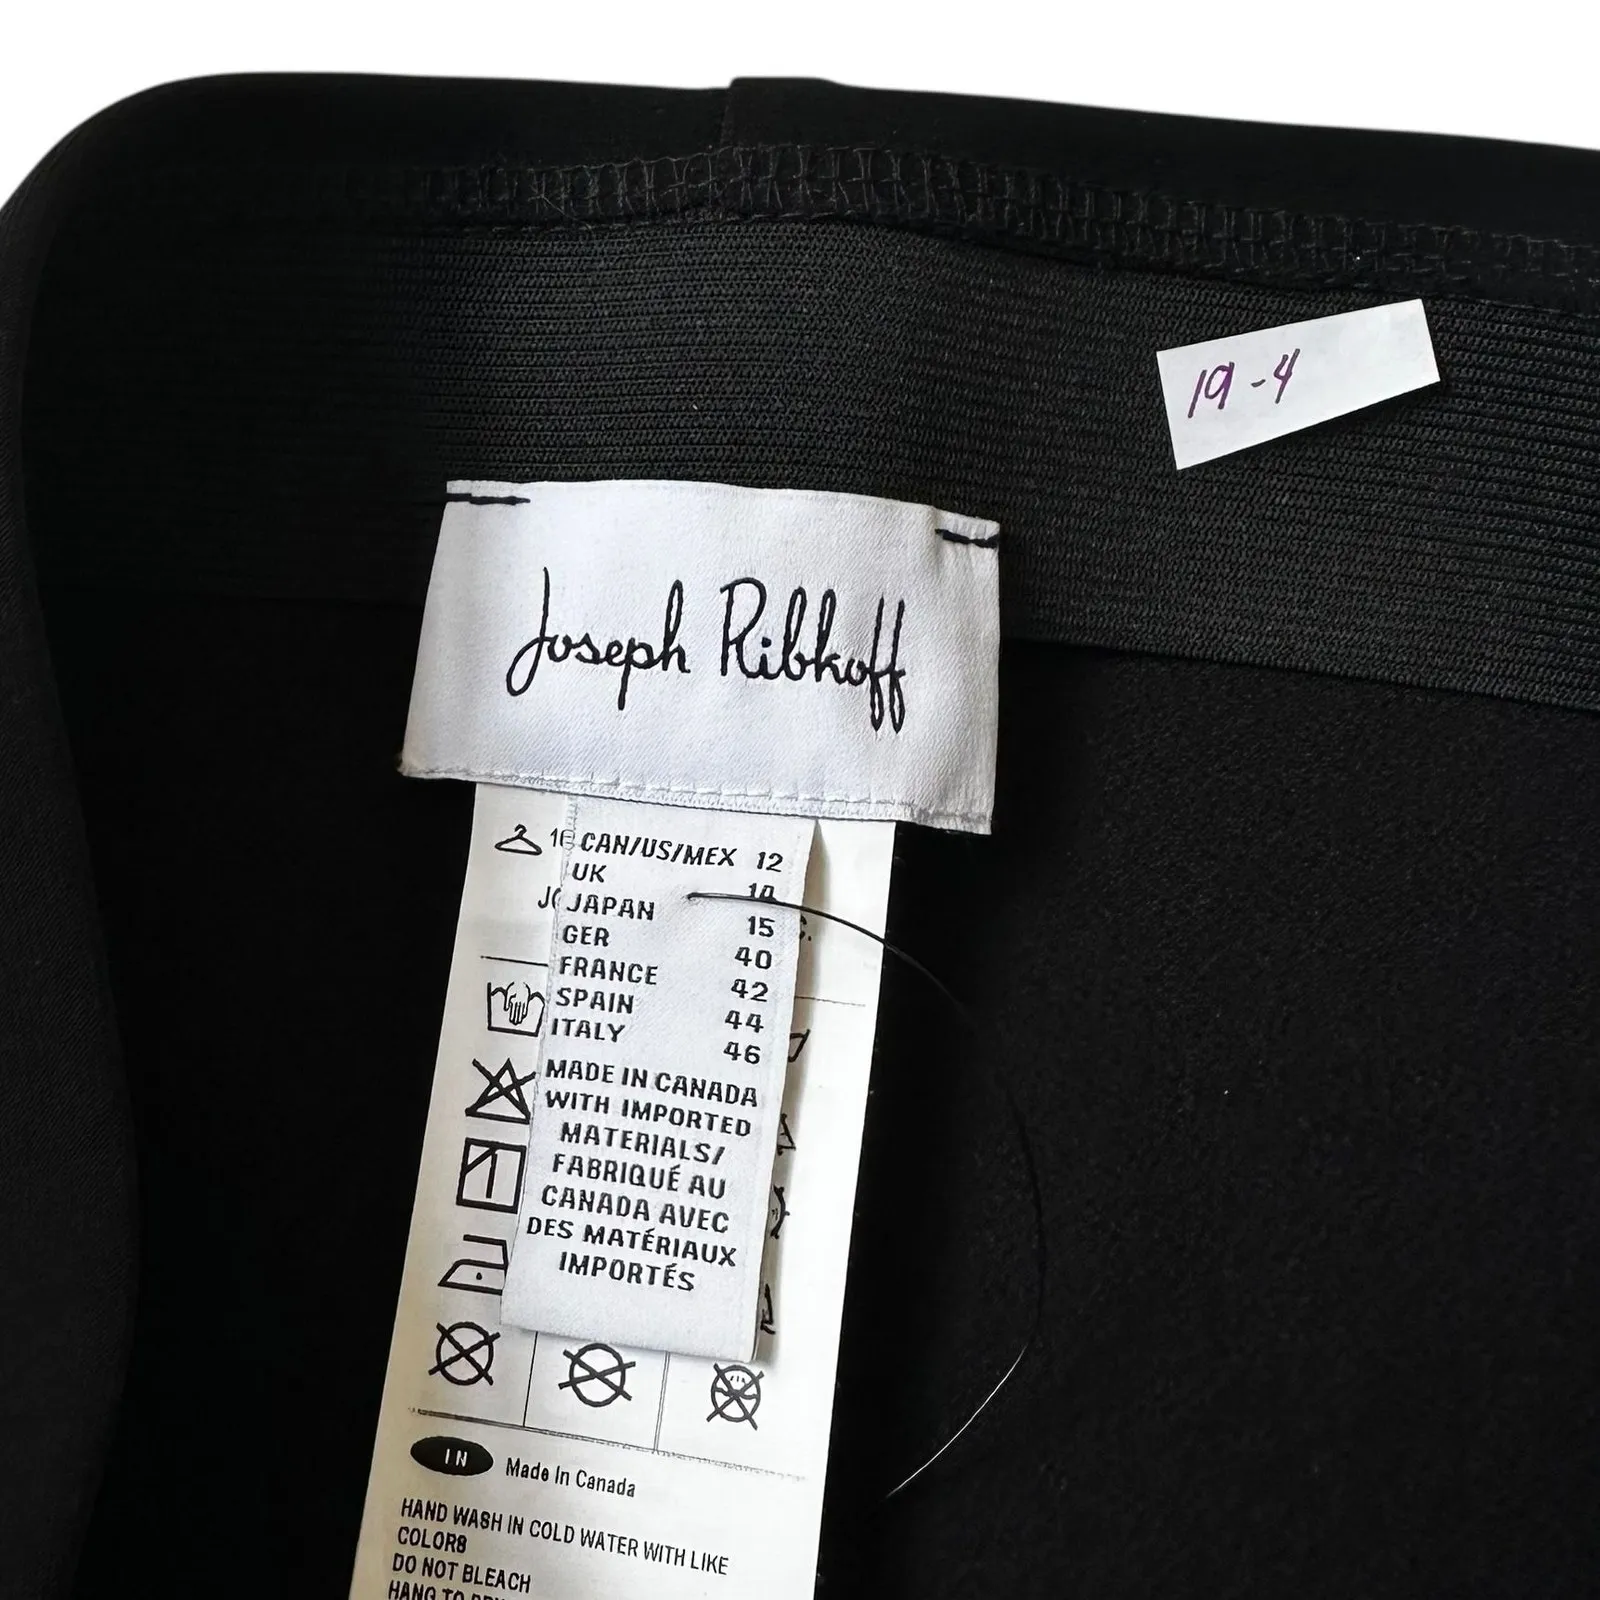 19-4
Joseph Ribkoff
CAN/US/MEX 12
UK
JAPAN 15
GER 40
FRANCE 42
SPAIN 44
ITALY 46
MADE IN CANADA
WITH IMPORTED
MATERIALS/
FABRIQUÉ AU
CANADA AVEC
DES MATÉRIAUX
IMPORTÉS
IN Made In Canada
HAND WASH IN COLD WATER WITH LIKE
COLORS
DO NOT BLEACH
HANG TO